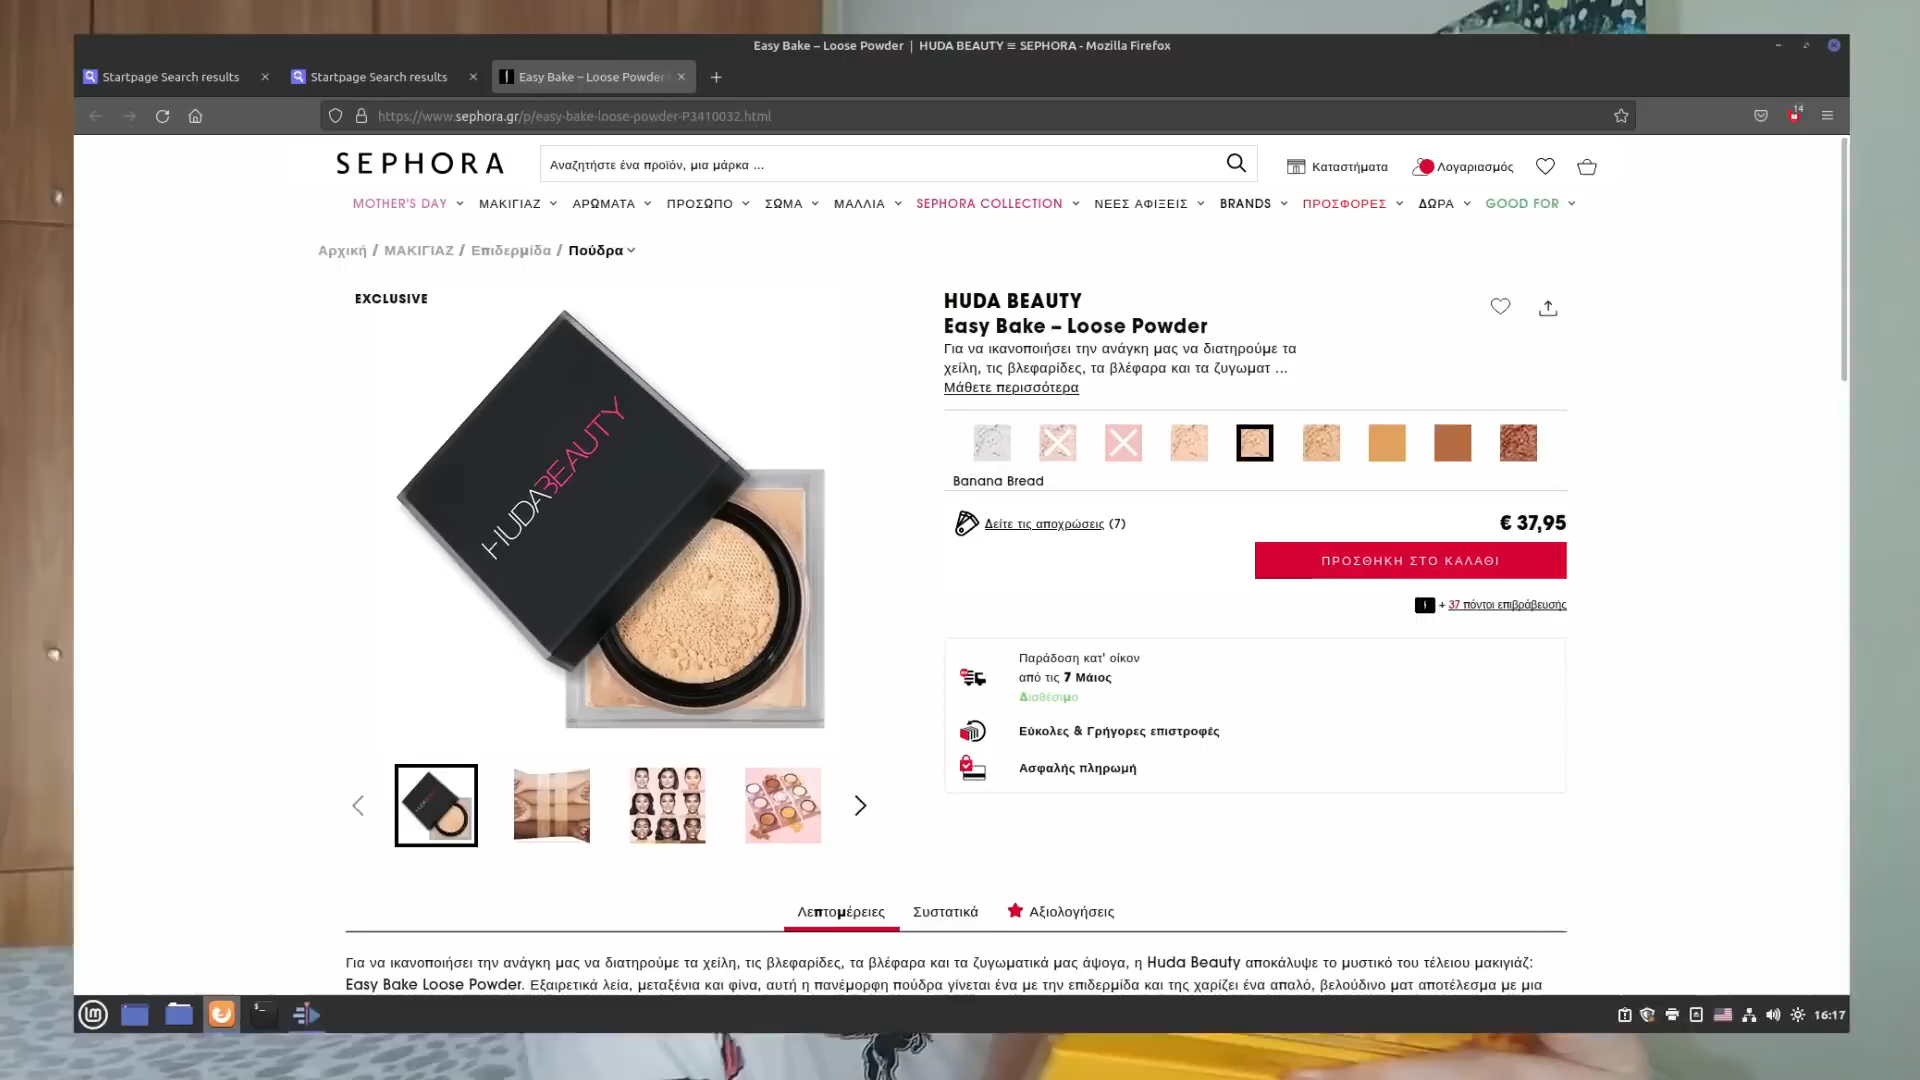 Easy Bake – Loose Powder | HUDA BEAUTY ≡ SEPHORA - Mozilla Firefox
Startpage Search results
Startpage Search results
Easy Bake – Loose Powder
https://www.sephora.gr/p/easy-bake-loose-powder-P3410032.html
14
SEPHORA
Αναζητήστε ένα προϊόν, μια μάρκα ...
Καταστήματα
Λογαριασμός
MOTHER'S DAY
ΜΑΚΙΓΙΑΖ
ΑΡΩΜΑΤΑ
ΠΡΟΣΩΠΟ
ΣΩΜΑ
ΜΑΛΛΙΑ
SEPHORA COLLECTION
ΝΕΕΣ ΑΦΙΞΕΙΣ
BRANDS
ΠΡΟΣΦΟΡΕΣ
ΔΩΡΑ
GOOD FOR
Αρχική / ΜΑΚΙΓΙΑΖ / Επιδερμίδα / Πούδρα
EXCLUSIVE
HUDABEAUTY
HUDA BEAUTY
Easy Bake – Loose Powder
Για να ικανοποιήσει την ανάγκη μας να διατηρούμε τα
χείλη, τις βλεφαρίδες, τα βλέφαρα και τα ζυγωματ ...
Μάθετε περισσότερα
Banana Bread
Δείτε τις αποχρώσεις (7)
€ 37,95
ΠΡΟΣΘΗΚΗ ΣΤΟ ΚΑΛΑΘΙ
+ 37 πόντοι επιβράβευσής
Παράδοση κατ' οίκον
από τις 7 Μάιος
Διαθέσιμο
Εύκολες & Γρήγορες επιστροφές
Ασφαλής πληρωμή
Λεπτομέρειες
Συστατικά
Αξιολογήσεις
Για να ικανοποιήσει την ανάγκη μας να διατηρούμε τα χείλη, τις βλεφαρίδες, τα βλέφαρα και τα ζυγωματικά μας άψογα, η Huda Beauty αποκάλυψε το μυστικό του τέλειου μακιγιάζ:
Easy Bake Loose Powder. Εξαιρετικά λεία, μεταξένια και φίνα, αυτή η πανέμορφη πούδρα γίνεται ένα με την επιδερμίδα και της χαρίζει ένα απαλό, βελούδινο ματ αποτέλεσμα με μια
16:17